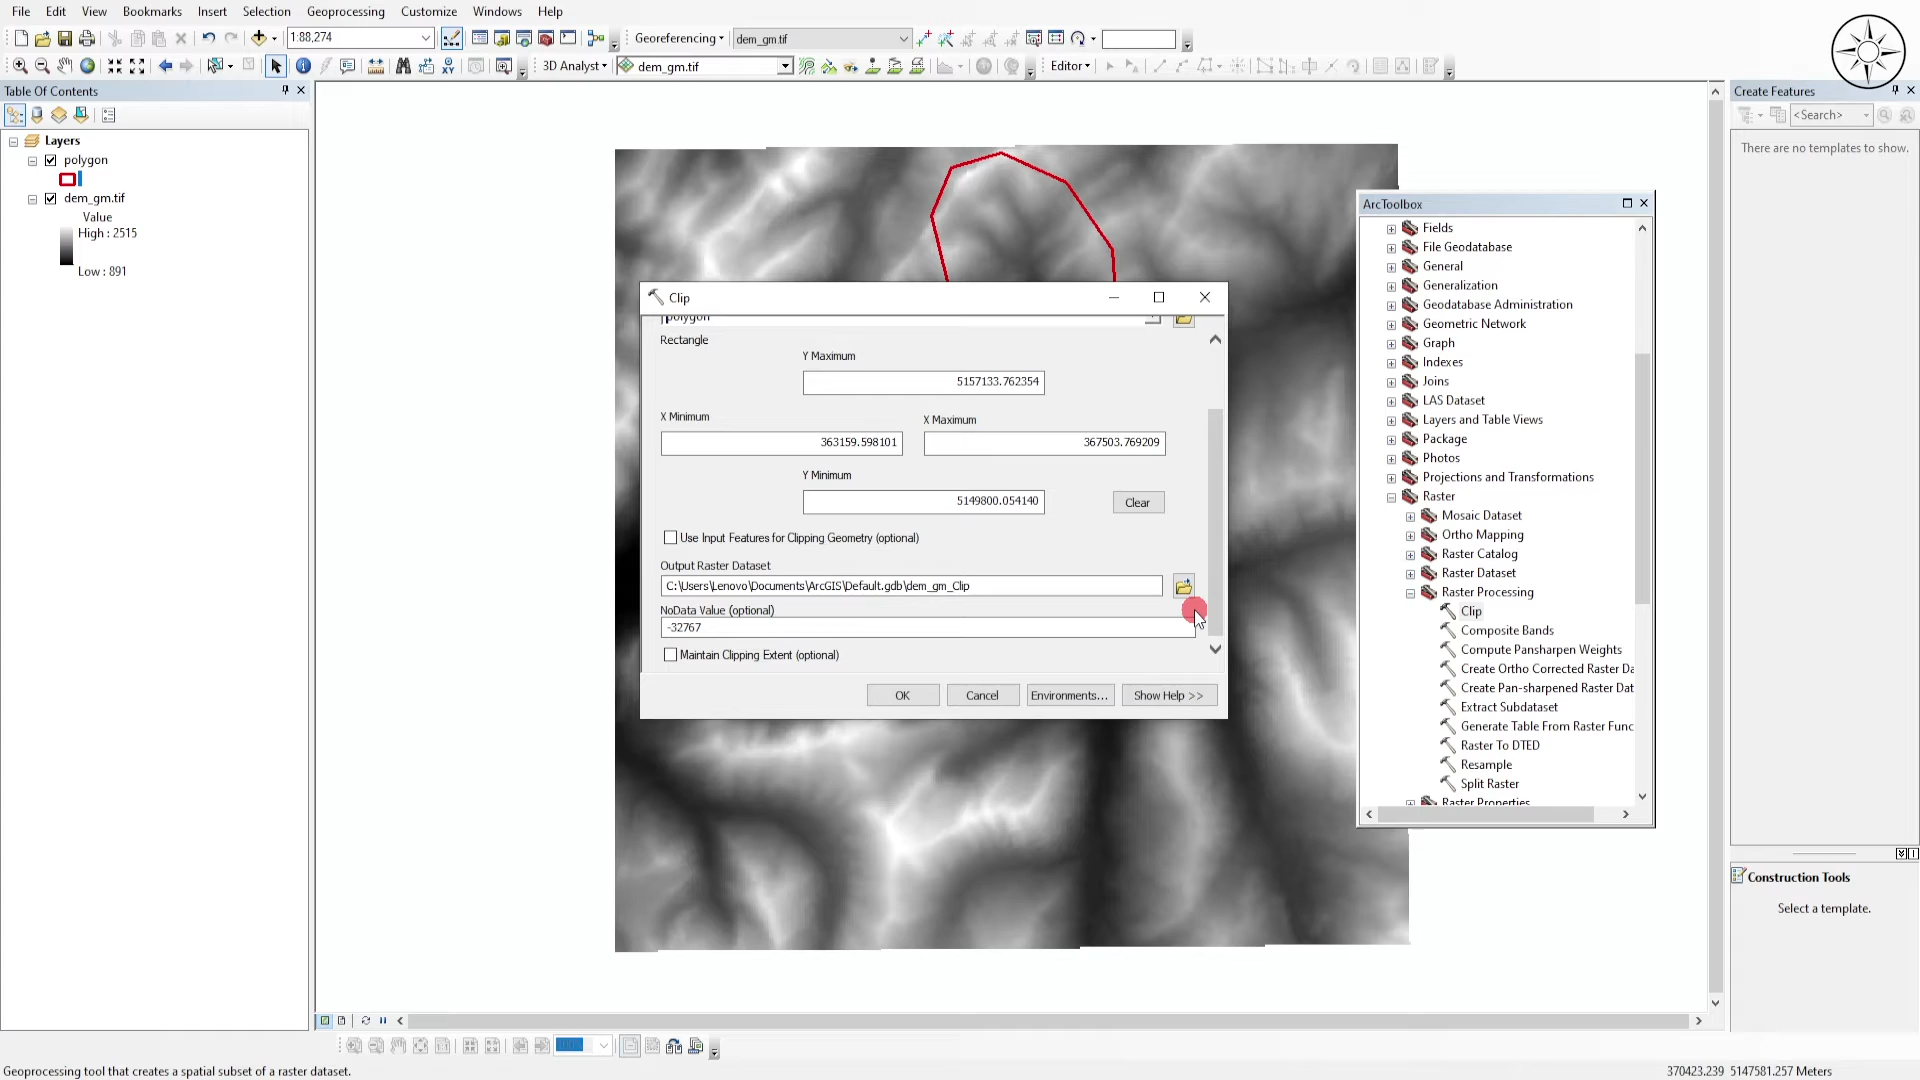 File Edit View Bookmarks Insert Selection Geoprocessing Customize Windows Help
1:88,274
Georeferencing
dem_gm.tif
3D Analyst
dem_gm.tif
Editor
Table Of Contents
Layers
polygon
dem_gm.tif
Value
High : 2515
Low : 891
Clip
polygon
Rectangle
Y Maximum
5157133.762354
X Minimum
X Maximum
363159.598101
367503.769209
Y Minimum
5149800.054140
Clear
Use Input Features for Clipping Geometry (optional)
Output Raster Dataset
C:\Users\Lenovo\Documents\ArcGIS\Default.gdb\dem_gm_Clip
NoData Value (optional)
-32767
Maintain Clipping Extent (optional)
OK
Cancel
Environments...
Show Help >>
ArcToolbox
Fields
File Geodatabase
General
Generalization
Geodatabase Administration
Geometric Network
Graph
Indexes
Joins
LAS Dataset
Layers and Table Views
Package
Photos
Projections and Transformations
Raster
Mosaic Dataset
Ortho Mapping
Raster Catalog
Raster Dataset
Raster Processing
Clip
Composite Bands
Compute Pansharpen Weights
Create Ortho Corrected Raster Da
Create Pan-sharpened Raster Dat
Extract Subdataset
Generate Table From Raster Func
Raster To DTED
Resample
Split Raster
Raster Properties
Create Features
<Search>
There are no templates to show.
Construction Tools
Select a template.
Geoprocessing tool that creates a spatial subset of a raster dataset.
370423.239 5147581.257 Meters